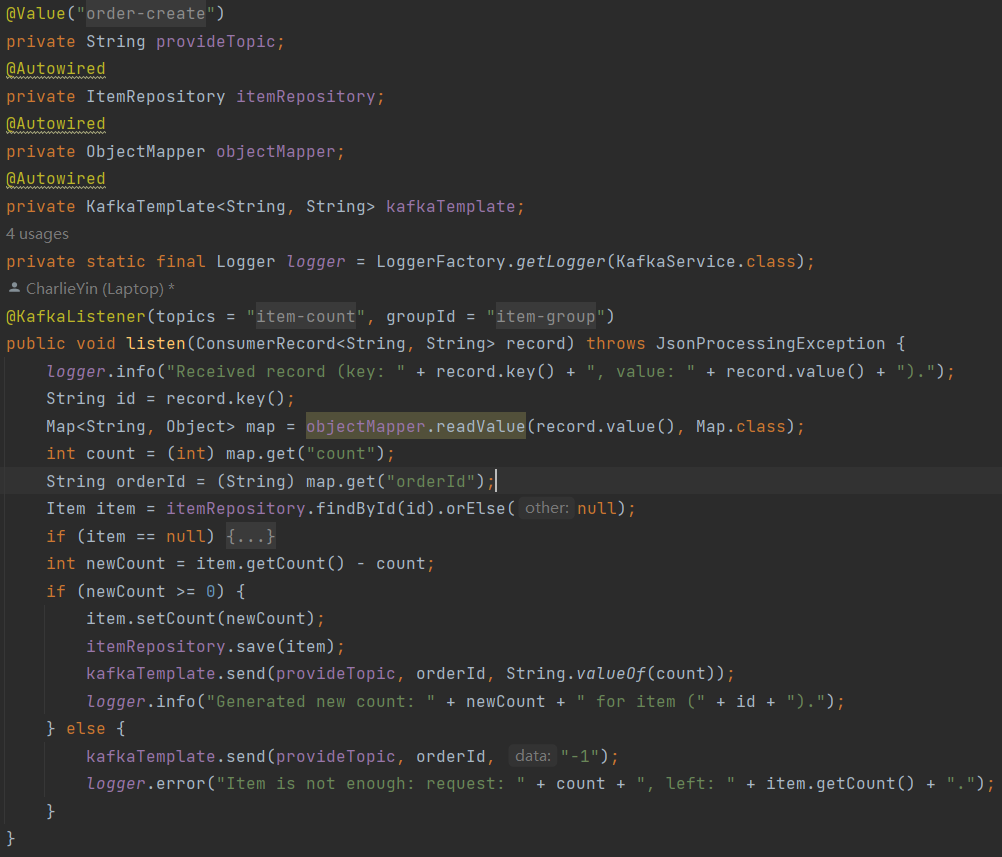 @Value("order-create")
private String provideTopic;
@Autowired
private ItemRepository itemRepository;
@Autowired
private ObjectMapper objectMapper;
@Autowired
private KafkaTemplate<String, String> kafkaTemplate;
4 usages
private static final Logger logger = LoggerFactory.getLogger(KafkaService.class);
CharlieYin (Laptop) *
@KafkaListener(topics = "item-count", groupId = "item-group")
public void listen(ConsumerRecord<String, String> record) throws JsonProcessingException {
    logger.info("Received record (key: " + record.key() + ", value: " + record.value() + ").");
    String id = record.key();
    Map<String, Object> map = objectMapper.readValue(record.value(), Map.class);
    int count = (int) map.get("count");
    String orderId = (String) map.get("orderId");
    Item item = itemRepository.findById(id).orElse( other: null);
    if (item == null) {...}
    int newCount = item.getCount() - count;
    if (newCount >= 0) {
        item.setCount(newCount);
        itemRepository.save(item);
        kafkaTemplate.send(provideTopic, orderId, String.valueOf(count));
        logger.info("Generated new count: " + newCount + " for item (" + id + ").");
    } else {
        kafkaTemplate.send(provideTopic, orderId, data: "-1");
        logger.error("Item is not enough: request: " + count + ", left: " + item.getCount() + ".");
    }
}